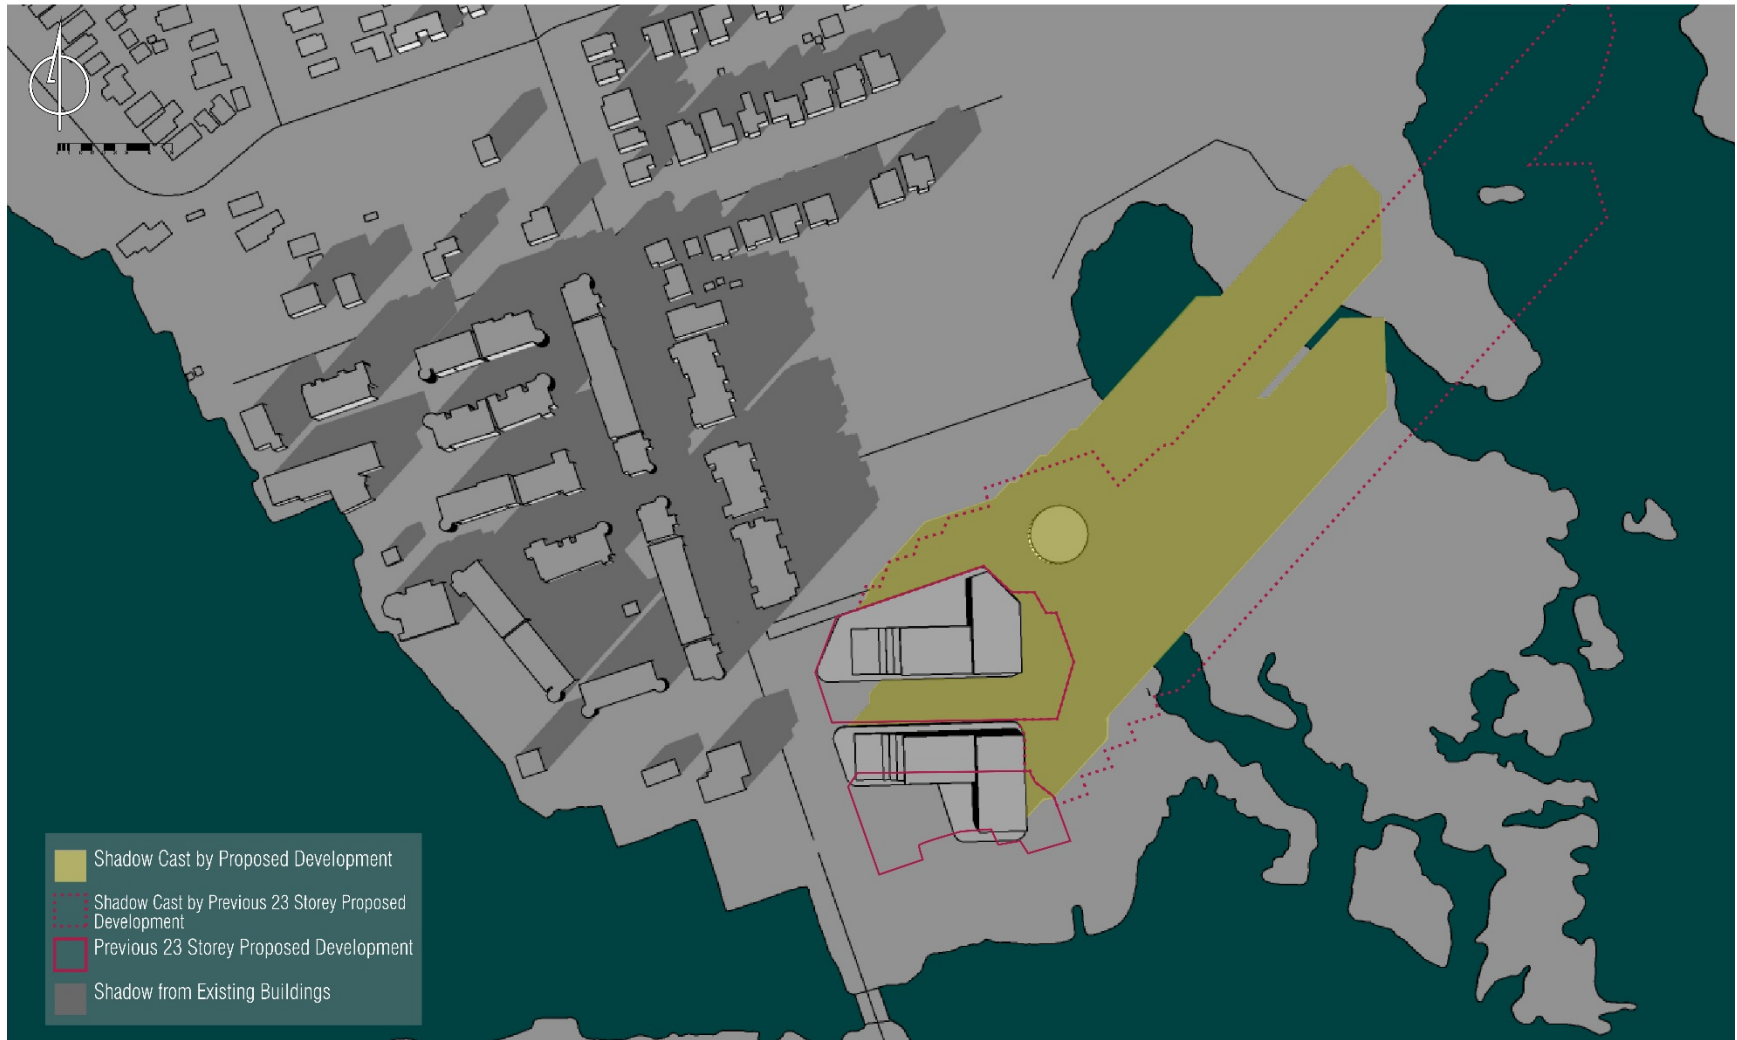 Shadow Cast by Proposed Development
Shadow Cast by Previous 23 Storey Proposed
Development
Previous 23 Storey Proposed Development
Shadow from Existing Buildings